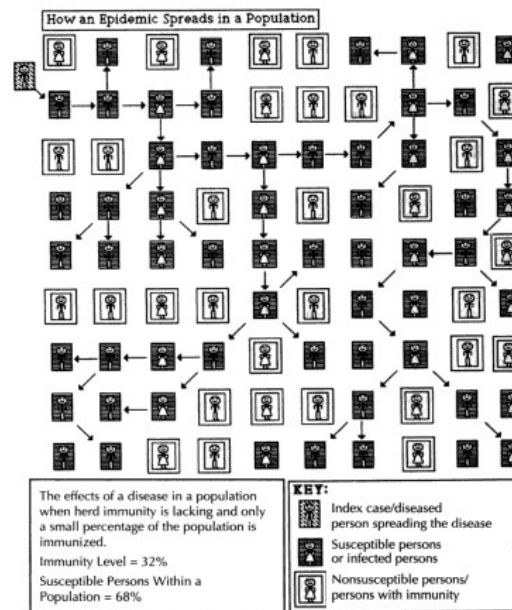 How an Epidemic Spreads in a Population
The effects of a disease in a population
when herd immunity is lacking and only
a small percentage of the population is
immunized.
Immunity Level = 32%
Susceptible Persons Within a
Population = 68%
KEY:
Index case/diseased
person spreading the disease
Susceptible persons
or infected persons
Nonsusceptible persons/
persons with immunity